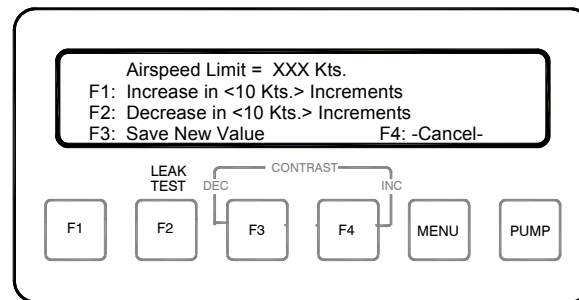 Airspeed Limit = XXX Kts.
F1: Increase in <10 Kts.> Increments
F2: Decrease in <10 Kts.> Increments
F3: Save New Value F4: -Cancel-
LEAK
TEST
CONTRAST
DEC
INC
F1
F2
F3
F4
MENU
PUMP